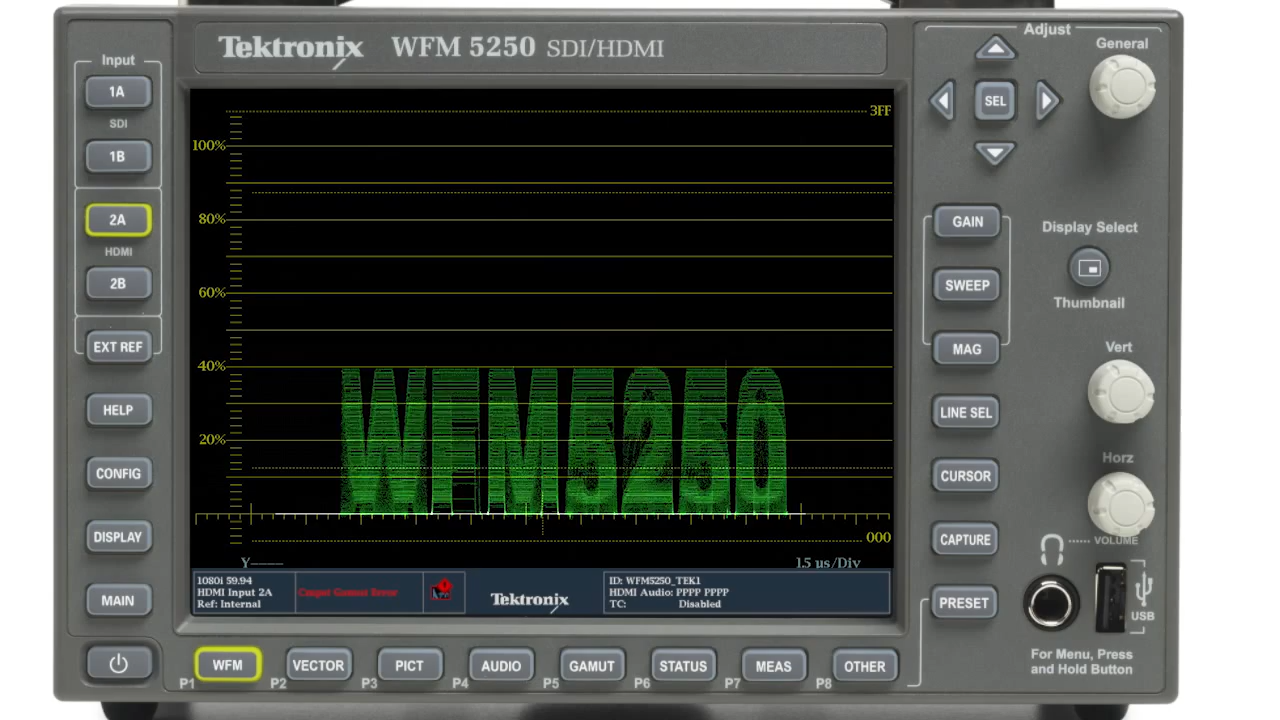 Tektronix WFM 5250 SDI/HDMI
Input
1A
SDI
1B
2A
HDMI
2B
EXT REF
HELP
CONFIG
DISPLAY
MAIN
3FF
100%
80%
60%
40%
20%
WFM5250
000
Y----
1.5 µs/Div
1080i 59.94
HDMI Input 2A
Ref: Internal
Cmpst Gamut Error
Tektronix
ID: WFM5250_TEK1
HDMI Audio: PPPP PPPP
TC: Disabled
WFM
VECTOR
PICT
AUDIO
GAMUT
STATUS
MEAS
OTHER
P1
P2
P3
P4
P5
P6
P7
P8
Adjust
General
SEL
GAIN
SWEEP
MAG
LINE SEL
CURSOR
CAPTURE
PRESET
Display Select
Thumbnail
Vert
Horz
VOLUME
USB
For Menu, Press
and Hold Button